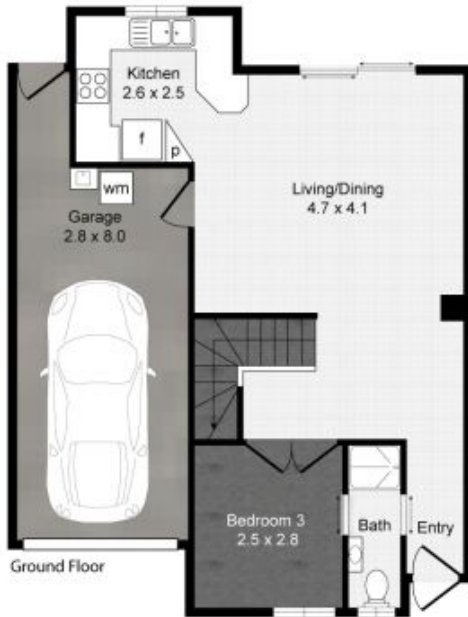 Kitchen
2.6 x 2.5
f
p
wm
Garage
2.8 x 8.0
Living/Dining
4.7 x 4.1
Bedroom 3
2.5 x 2.8
Bath
Entry
Ground Floor